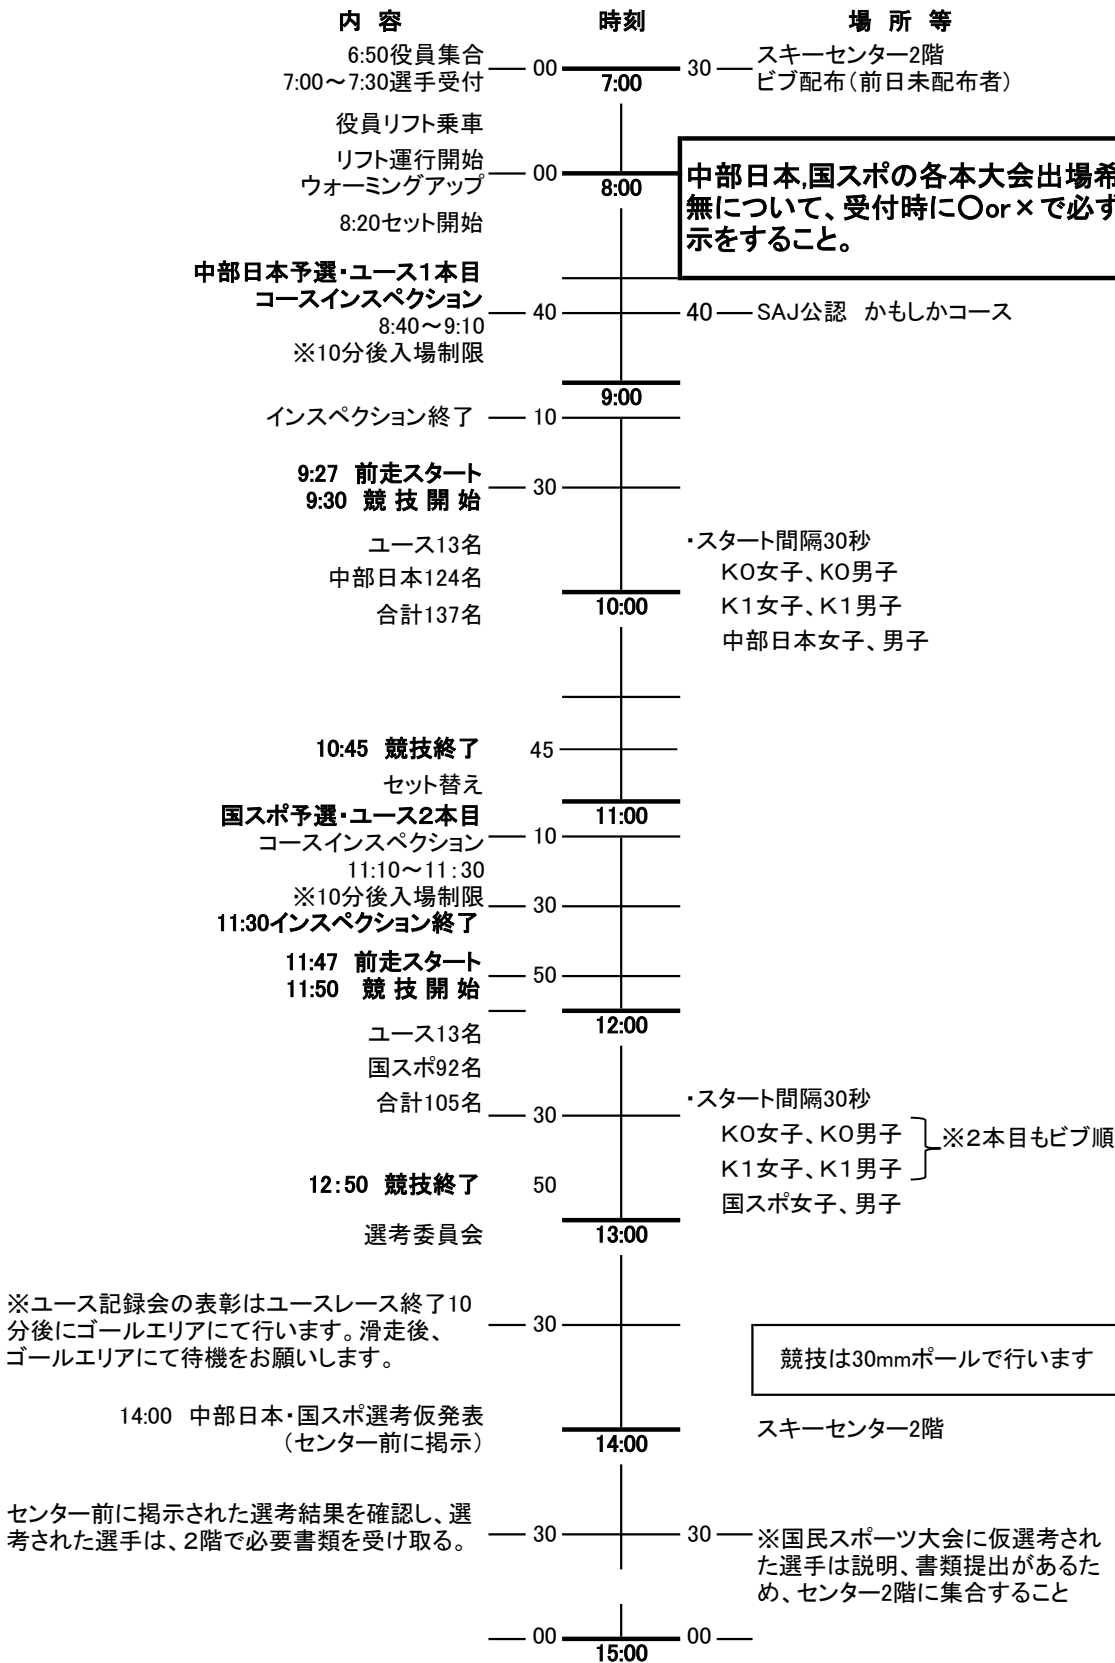 内 容
時刻
場 所 等
6:50役員集合
7:00～7:30選手受付
00
7:00
30
スキーセンター2階
ビブ配布（前日未配布者）
役員リフト乗車
リフト運行開始
ウォーミングアップ
00
8:00
中部日本,国スポの各本大会出場希
無について、受付時に〇or×で必ず
示をすること。
8:20セット開始
中部日本予選・ユース1本目
コースインスペクション
8:40～9:10
※10分後入場制限
40
40
SAJ公認 かもしかコース
9:00
インスペクション終了
10
9:27 前走スタート
9:30 競 技 開 始
30
ユース13名
中部日本124名
合計137名
・スタート間隔30秒
K0女子、K0男子
K1女子、K1男子
中部日本女子、男子
10:00
10:45 競技終了
45
セット替え
11:00
国スポ予選・ユース2本目
コースインスペクション
11:10～11:30
※10分後入場制限
11:30インスペクション終了
10
30
11:47 前走スタート
11:50 競 技 開 始
50
12:00
ユース13名
国スポ92名
合計105名
30
・スタート間隔30秒
K0女子、K0男子
K1女子、K1男子
※2本目もビブ順
国スポ女子、男子
12:50 競技終了
50
選考委員会
13:00
※ユース記録会の表彰はユースレース終了10
分後にゴールエリアにて行います。滑走後、
ゴールエリアにて待機をお願いします。
30
競技は30mmポールで行います
14:00 中部日本・国スポ選考仮発表
（センター前に掲示）
14:00
スキーセンター2階
センター前に掲示された選考結果を確認し、選
考された選手は、2階で必要書類を受け取る。
30
30
※国民スポーツ大会に仮選考され
た選手は説明、書類提出があるた
め、センター2階に集合すること
00
15:00
00